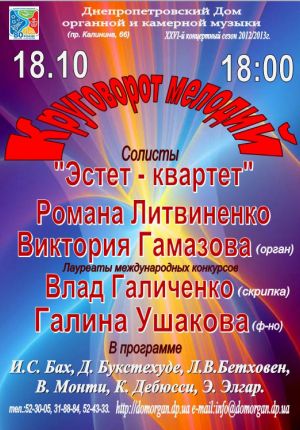 Днепропетровский Дом
органной и камерной музыки
(пр. Калинина, 66)
XXVI-й концертный сезон 2012/2013г.
80
18.10
18:00
Круговорот мелодий
Солисты
"Эстет - квартет"
Романа Литвиненко
Виктория Гамазова (орган)
Лауреаты международных конкурсов
Влад Галиченко (скрипка)
Галина Ушакова (ф-но)
В программе
И.С. Бах, Д. Букстехуде, Л.В.Бетховен,
В. Монти, К. Дебюсси, Э. Элгар.
тел.:52-30-05, 31-88-84, 52-43-33. http://domorgan.dp.ua e-mail:info@domorgan.dp.ua